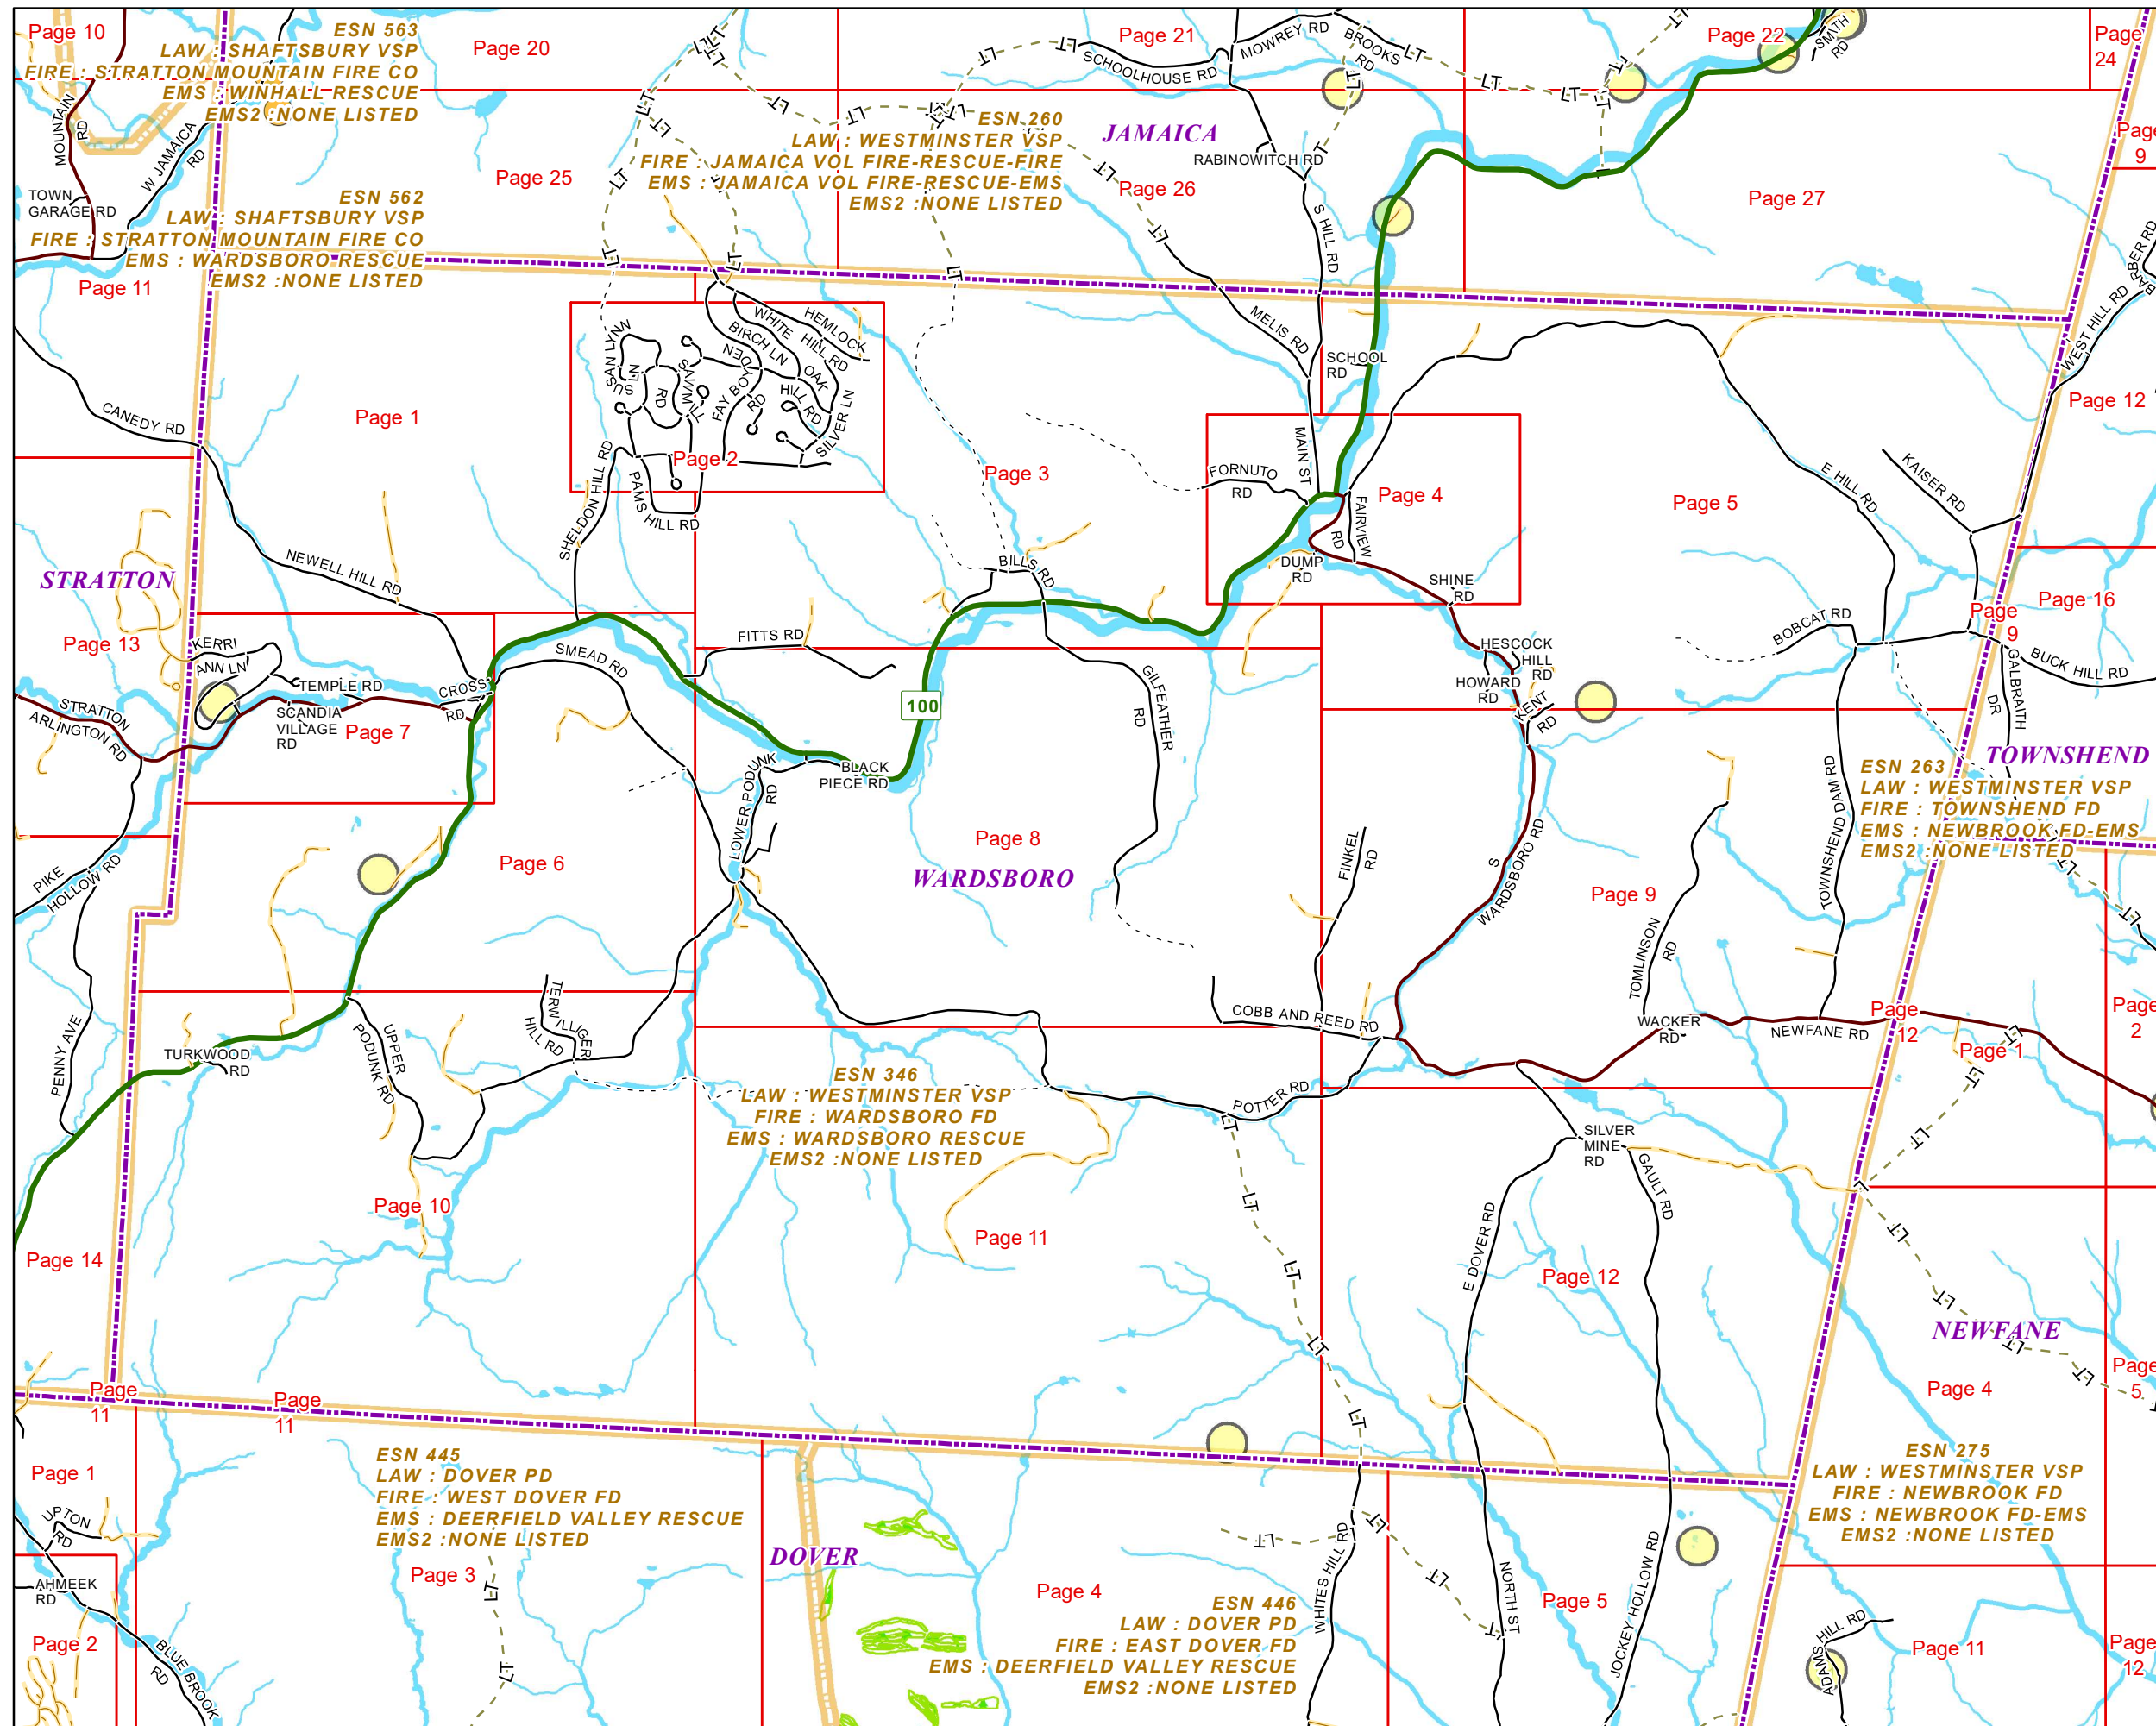 Page 10
ESN 563
LAW : SHAFTSBURY VSP
FIRE : STRATTON MOUNTAIN FIRE CO
EMS : WINHALL RESCUE
EMS2 :NONE LISTED
Page 20
Page 21
Page 22
Page
24
LT
LT
LT
LT
LT
SCHOOLHOUSE RD
MOWREY RD
BROOKS
RD
LT
LT
LT
LT
SMITH
RD
MOUNTAIN
RD
W JAMAICA
RD
TOWN
GARAGE RD
ESN 260
LAW : WESTMINSTER VSP
FIRE : JAMAICA VOL FIRE-RESCUE-FIRE
EMS : JAMAICA VOL FIRE-RESCUE-EMS
EMS2 :NONE LISTED
JAMAICA
RABINOWITCH RD
Page 25
Page 26
Page 27
Page
9
ESN 562
LAW : SHAFTSBURY VSP
FIRE : STRATTON MOUNTAIN FIRE CO
EMS : WARDSBORO RESCUE
EMS2 :NONE LISTED
S HILL RD
BARBER RD
WEST HILL RD
Page 11
Page 1
CANEDY RD
HEMLOCK
WHITE
HILL RD
BIRCH LN
OAK
HILL RD
SILVER LN
FAY BOYDEN
RD
SAWMILL
RD
SUSAN LYNN
LN
Page 2
SHELDON HILL RD
PAMS HILL RD
MELIS RD
SCHOOL
RD
Page 3
MAIN ST
FORNUTO
RD
Page 4
FAIRVIEW
RD
DUMP
RD
SHINE
RD
Page 5
E HILL RD
KAISER RD
Page 12
STRATTON
NEWELL HILL RD
BILLS RD
Page 13
KERRI
ANN LN
TEMPLE RD
CROSS
RD
SCANDIA
VILLAGE
RD
Page 7
STRATTON
ARLINGTON RD
SMEAD RD
FITTS RD
100
GILFEATHER
RD
HESCOCK
HILL
RD
HOWARD
RD
KENT
RD
BOBCAT RD
Page
9
Page 16
BUCK HILL RD
GALBRAITH
DR
TOWNSHEND
ESN 263
LAW : WESTMINSTER VSP
FIRE : TOWNSHEND FD
EMS : NEWBROOK FD-EMS
EMS2 :NONE LISTED
LOWER PODUNK
RD
BLACK
PIECE RD
Page 6
Page 8
WARDSBORO
FINKEL
RD
S
WARDSBORO RD
Page 9
TOWNSHEND DAM RD
TOMLINSON
RD
PIKE
HOLLOW RD
PENNY AVE
TURKWOOD
RD
UPPER
PODUNK RD
TERWILLIGER
HILL RD
COBB AND REED RD
POTTER RD
WACKER
RD
NEWFANE RD
Page
12
Page 1
Page
2
ESN 346
LAW : WESTMINSTER VSP
FIRE : WARDSBORO FD
EMS : WARDSBORO RESCUE
EMS2 :NONE LISTED
SILVER
MINE
RD
GAULT RD
E DOVER RD
Page 10
Page 11
Page 12
Page 14
NEWFANE
Page 4
Page
5
Page
11
Page
11
Page 1
ESN 445
LAW : DOVER PD
FIRE : WEST DOVER FD
EMS : DEERFIELD VALLEY RESCUE
EMS2 :NONE LISTED
ESN 275
LAW : WESTMINSTER VSP
FIRE : NEWBROOK FD
EMS : NEWBROOK FD-EMS
EMS2 :NONE LISTED
UPTON
RD
AHMEEK
RD
Page 2
BLUE BROOK
RD
Page 3
DOVER
Page 4
ESN 446
LAW : DOVER PD
FIRE : EAST DOVER FD
EMS : DEERFIELD VALLEY RESCUE
EMS2 :NONE LISTED
WHITES HILL RD
NORTH ST
Page 5
JOCKEY HOLLOW RD
ADAMS HILL RD
Page 11
Page
12